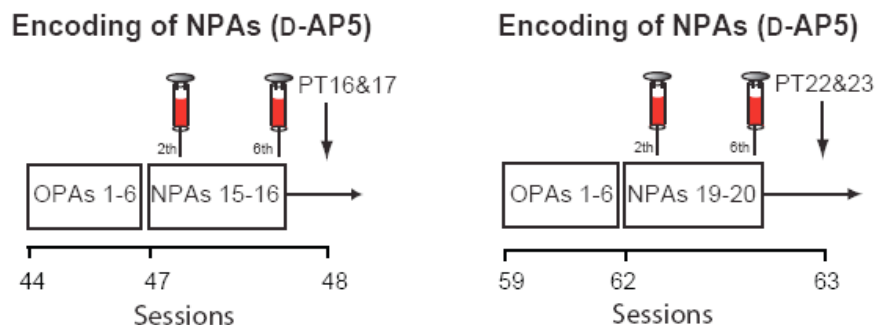 Encoding of NPAs (D-AP5)
PT16&17
2th
6th
OPAs 1-6
NPAs 15-16
44
47
48
Sessions
Encoding of NPAs (D-AP5)
PT22&23
2th
6th
OPAs 1-6
NPAs 19-20
59
62
63
Sessions